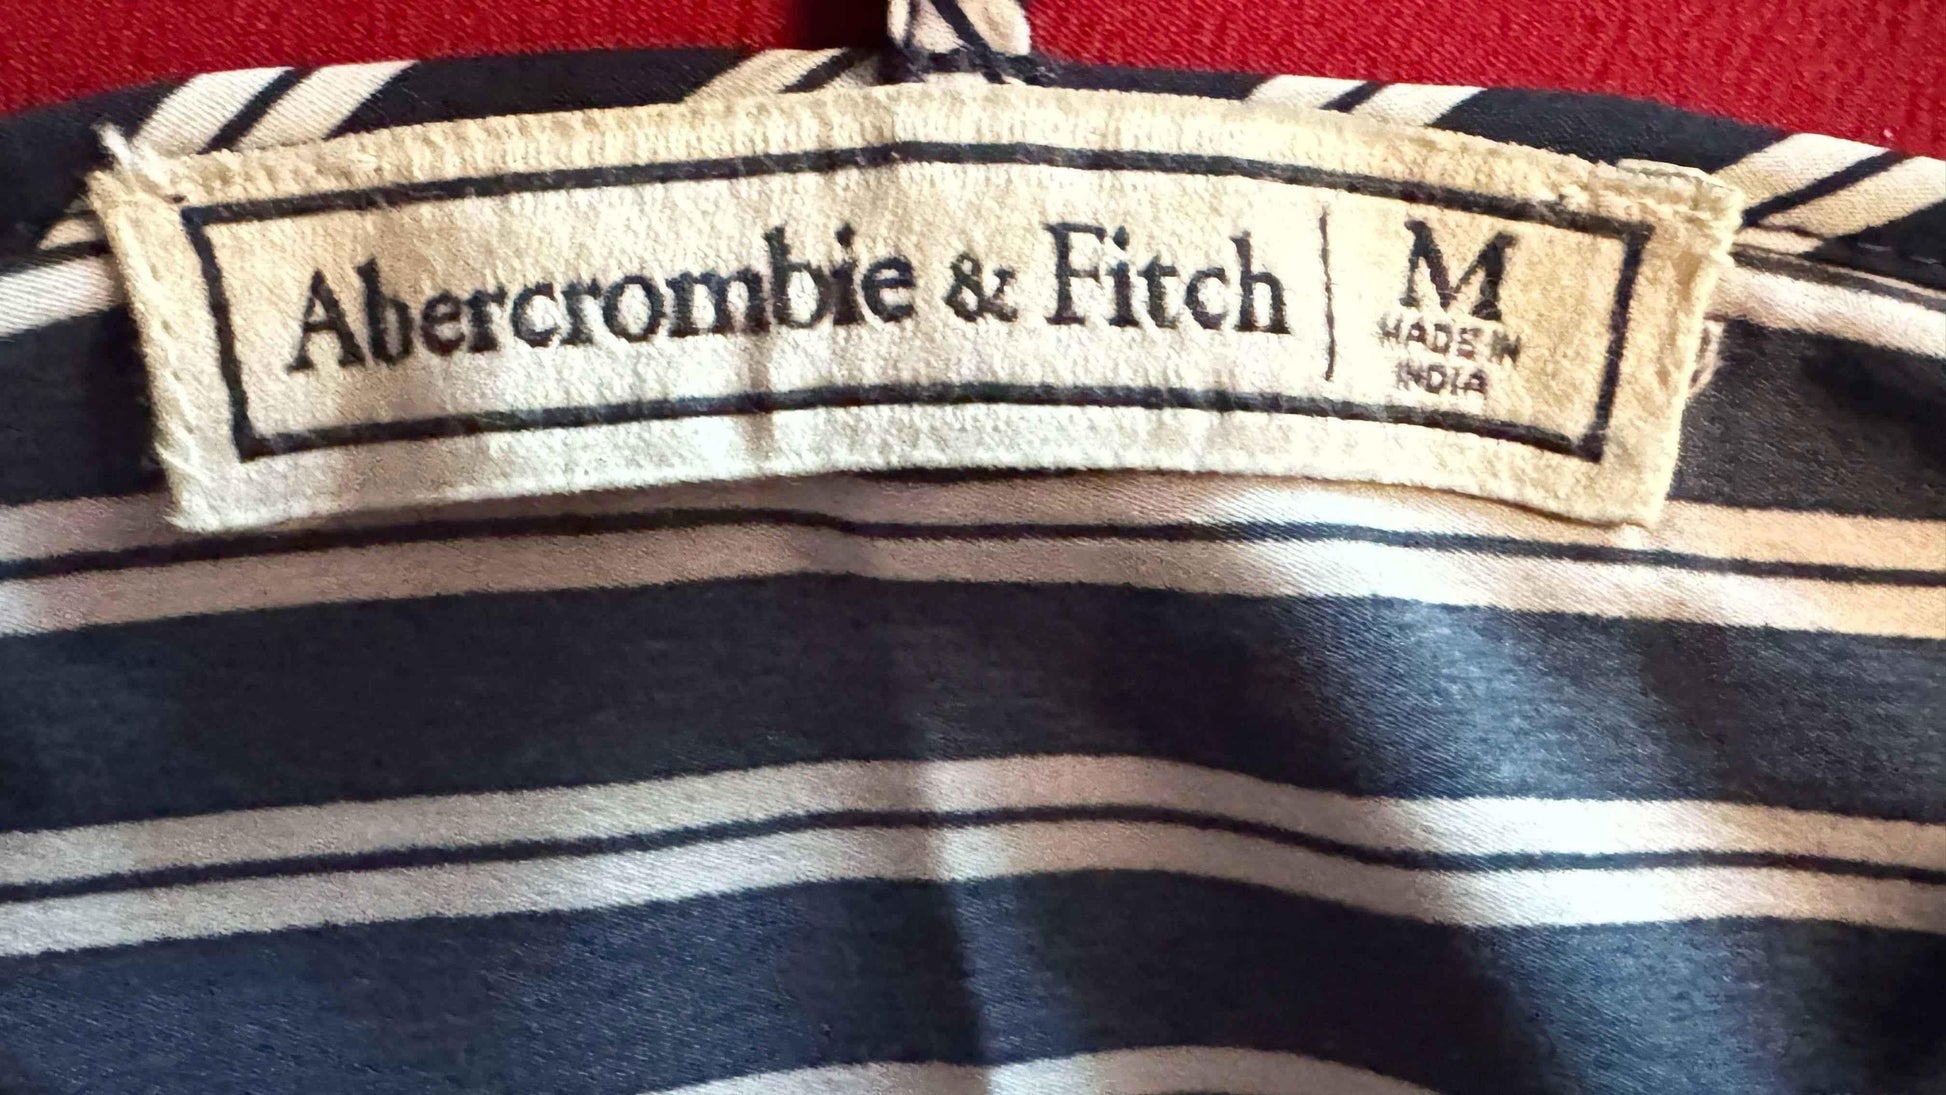 Abercrombie & Fitch
M
MADE IN
INDIA